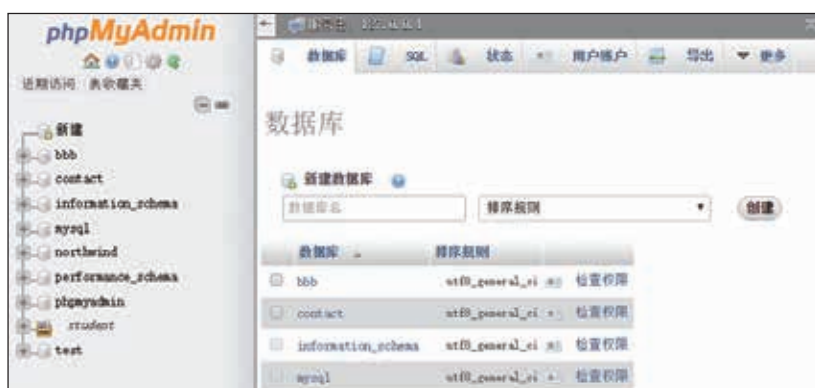 phpMyAdmin
近期访问 表收藏夹
新建
bbb
contact
information_schema
mysql
northwind
performance_schema
phpmyadmin
student
test
数据库 SQL 状态 用户账户 导出 更多
数据库
新建数据库
数据库名 排序规则 创建
数据库 排序规则
bbb utf8_general_ci 检查权限
contact utf8_general_ci 检查权限
information_schema utf8_general_ci 检查权限
mysql utf8_general_ci 检查权限